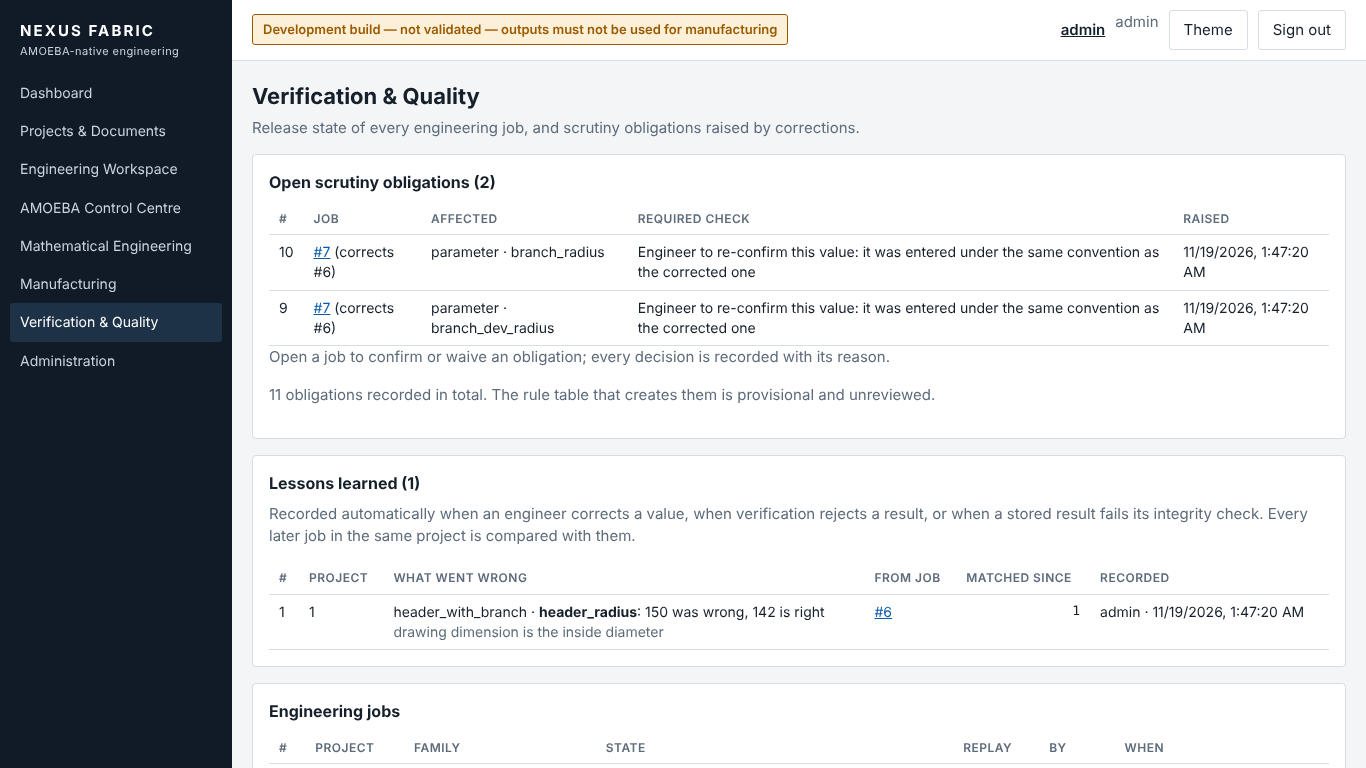 NEXUS FABRIC
AMOEBA-native engineering
Dashboard
Projects & Documents
Engineering Workspace
AMOEBA Control Centre
Mathematical Engineering
Manufacturing
Verification & Quality
Administration
Development build — not validated — outputs must not be used for manufacturing
admin admin Theme Sign out
Verification & Quality
Release state of every engineering job, and scrutiny obligations raised by corrections.
Open scrutiny obligations (2)
# JOB AFFECTED REQUIRED CHECK RAISED
10 #7 (corrects parameter · branch_radius Engineer to re-confirm this value: it was entered under the same convention as 11/19/2026, 1:47:20
#6) the corrected one AM
9 #7 (corrects parameter · Engineer to re-confirm this value: it was entered under the same convention as 11/19/2026, 1:47:20
#6) branch_dev_radius the corrected one AM
Open a job to confirm or waive an obligation; every decision is recorded with its reason.
11 obligations recorded in total. The rule table that creates them is provisional and unreviewed.
Lessons learned (1)
Recorded automatically when an engineer corrects a value, when verification rejects a result, or when a stored result fails its integrity check. Every
later job in the same project is compared with them.
# PROJECT WHAT WENT WRONG FROM JOB MATCHED SINCE RECORDED
1 1 header_with_branch · header_radius: 150 was wrong, 142 is right #6 1 admin · 11/19/2026, 1:47:20 AM
drawing dimension is the inside diameter
Engineering jobs
# PROJECT FAMILY STATE REPLAY BY WHEN